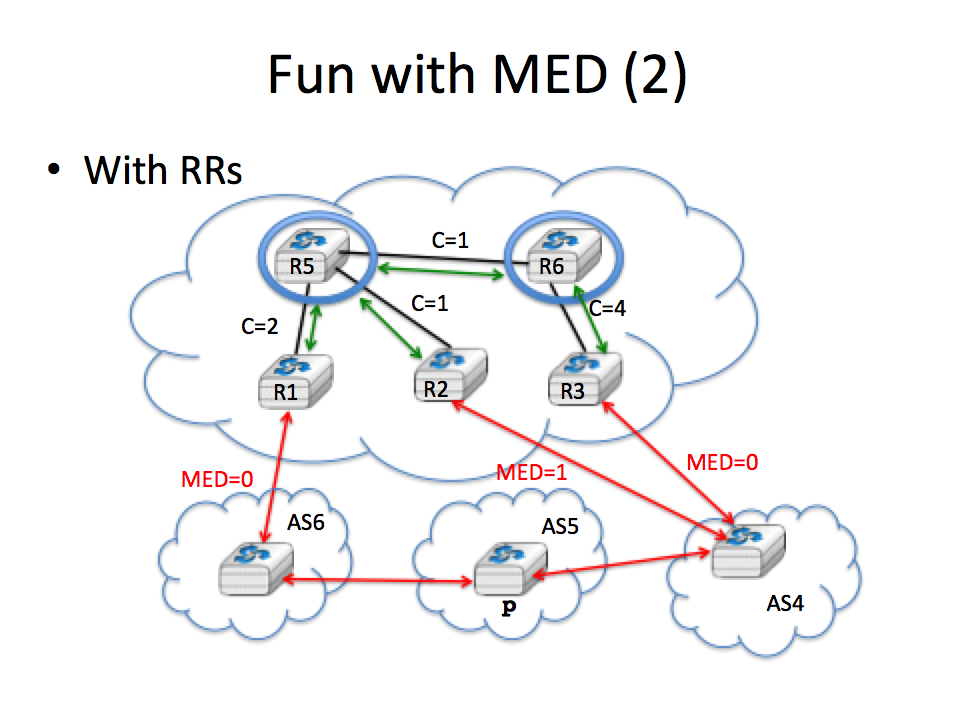 Fun with MED (2)
• With RRs
C=1
R5
R6
C=1
C=4
C=2
R1
R2
R3
MED=0
MED=1
MED=0
AS6
AS5
p
AS4